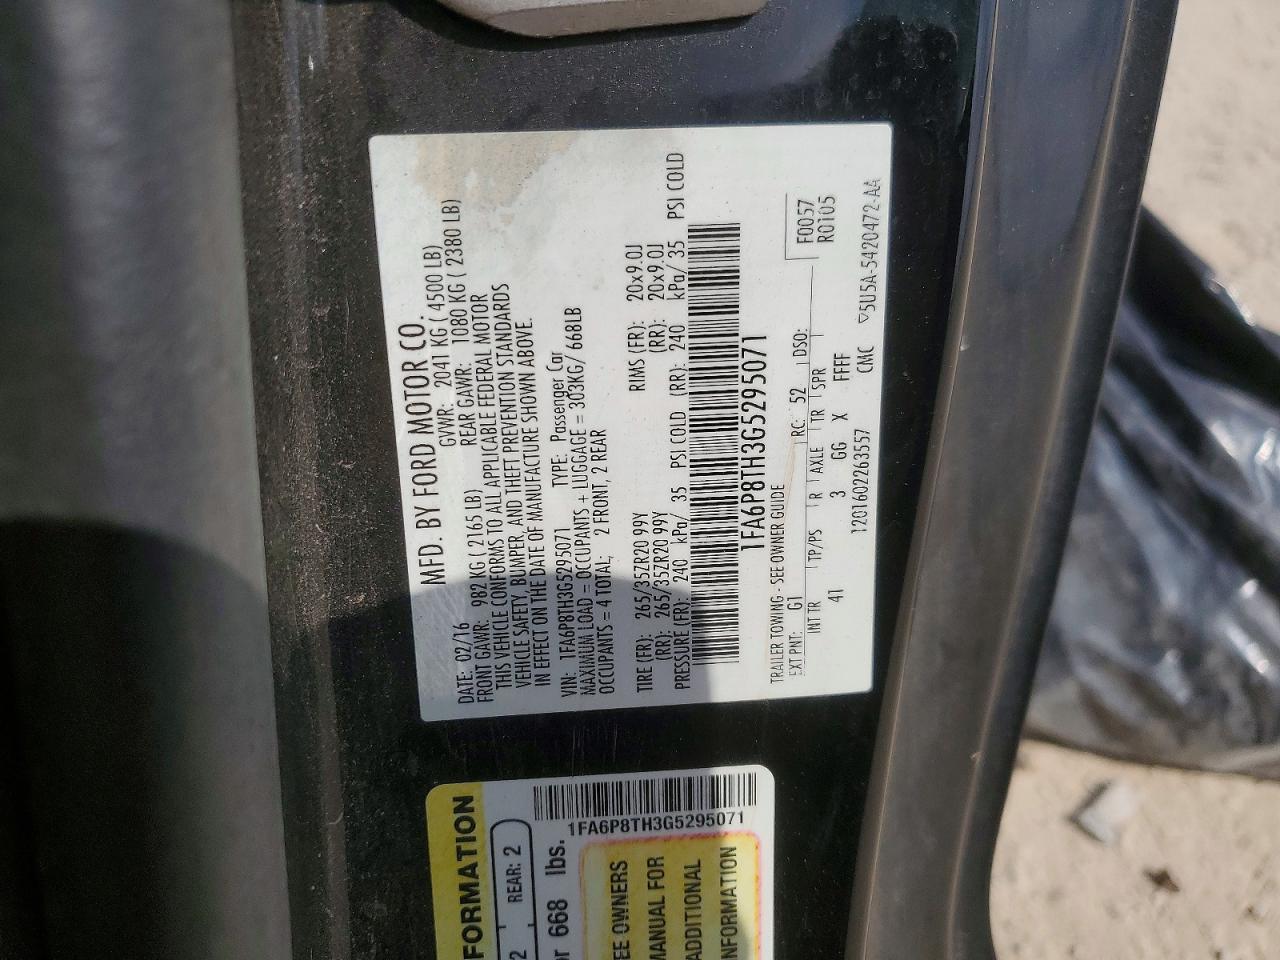 MFD. BY FORD MOTOR CO.
DATE: 02/16 GVWR: 2041 KG ( 4500 LB)
FRONT GAWR: 982 KG ( 2165 LB) REAR GAWR: 1080 KG ( 2380 LB)
THIS VEHICLE CONFORMS TO ALL APPLICABLE FEDERAL MOTOR
VEHICLE SAFETY, BUMPER, AND THEFT PREVENTION STANDARDS
IN EFFECT ON THE DATE OF MANUFACTURE SHOWN ABOVE.
VIN: 1FA6P8TH3G5295071 TYPE: Passenger Car
MAXIMUM LOAD = OCCUPANTS + LUGGAGE = 303KG/ 668LB
OCCUPANTS = 4 TOTAL; 2 FRONT, 2 REAR
TIRE (FR): 265/35ZR20 99Y RIMS (FR): 20x9.0J
(RR): 265/35ZR20 99Y (RR): 20x9.0J
PRESSURE (FR): 240 kPa/ 35 PSI COLD (RR): 240 kPa/ 35 PSI COLD
1FA6P8TH3G5295071
TRAILER TOWING - SEE OWNER GUIDE F0057
EXT PNT: G1 RC: 52 DSO: R0105
INT TR TP/PS R AXLE TR SPR
41 3 GG X FFFF
1201602263557 CMC ▽5U5A-5420472-AA
FORMATION
1FA6P8TH3G5295071
2 REAR: 2
or 668 lbs.
EE OWNERS
MANUAL FOR
ADDITIONAL
NFORMATION